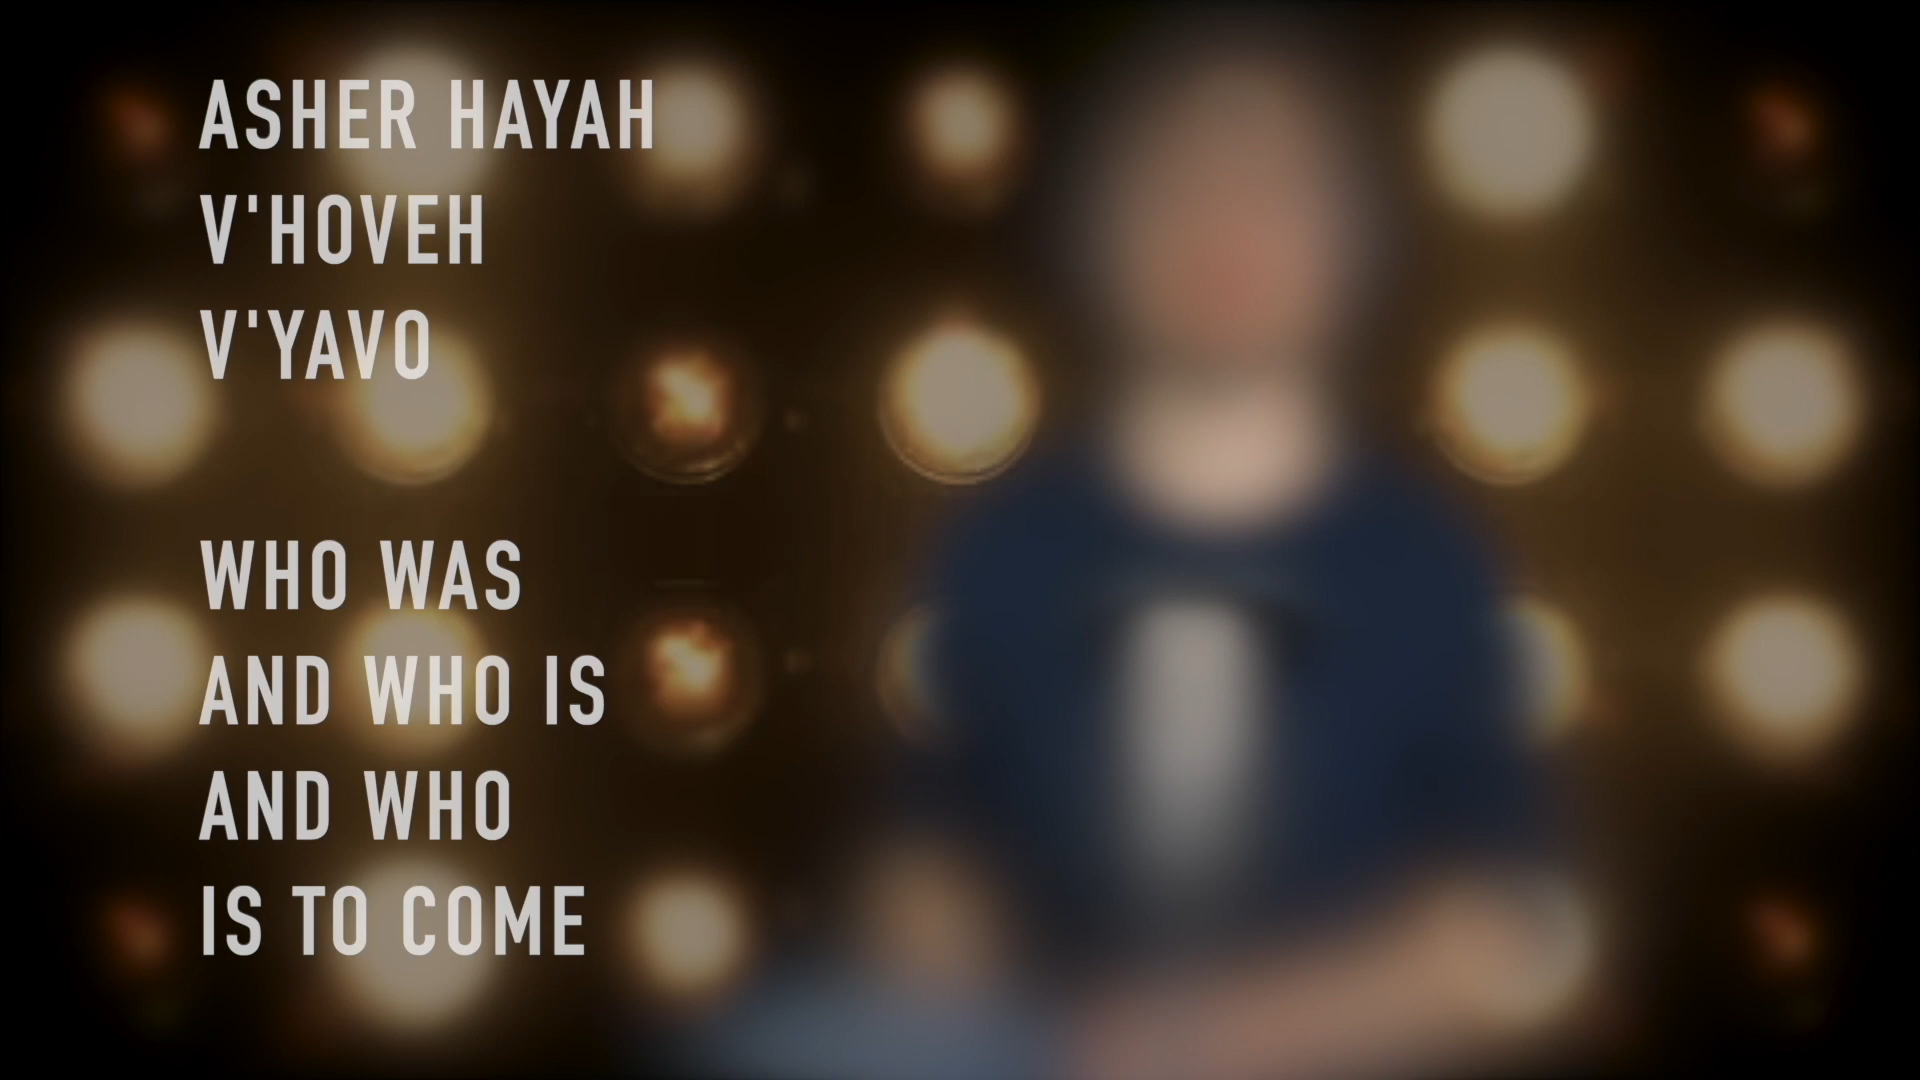 ASHER HAYAH
V'HOVEH
V'YAVO
WHO WAS
AND WHO IS
AND WHO
IS TO COME